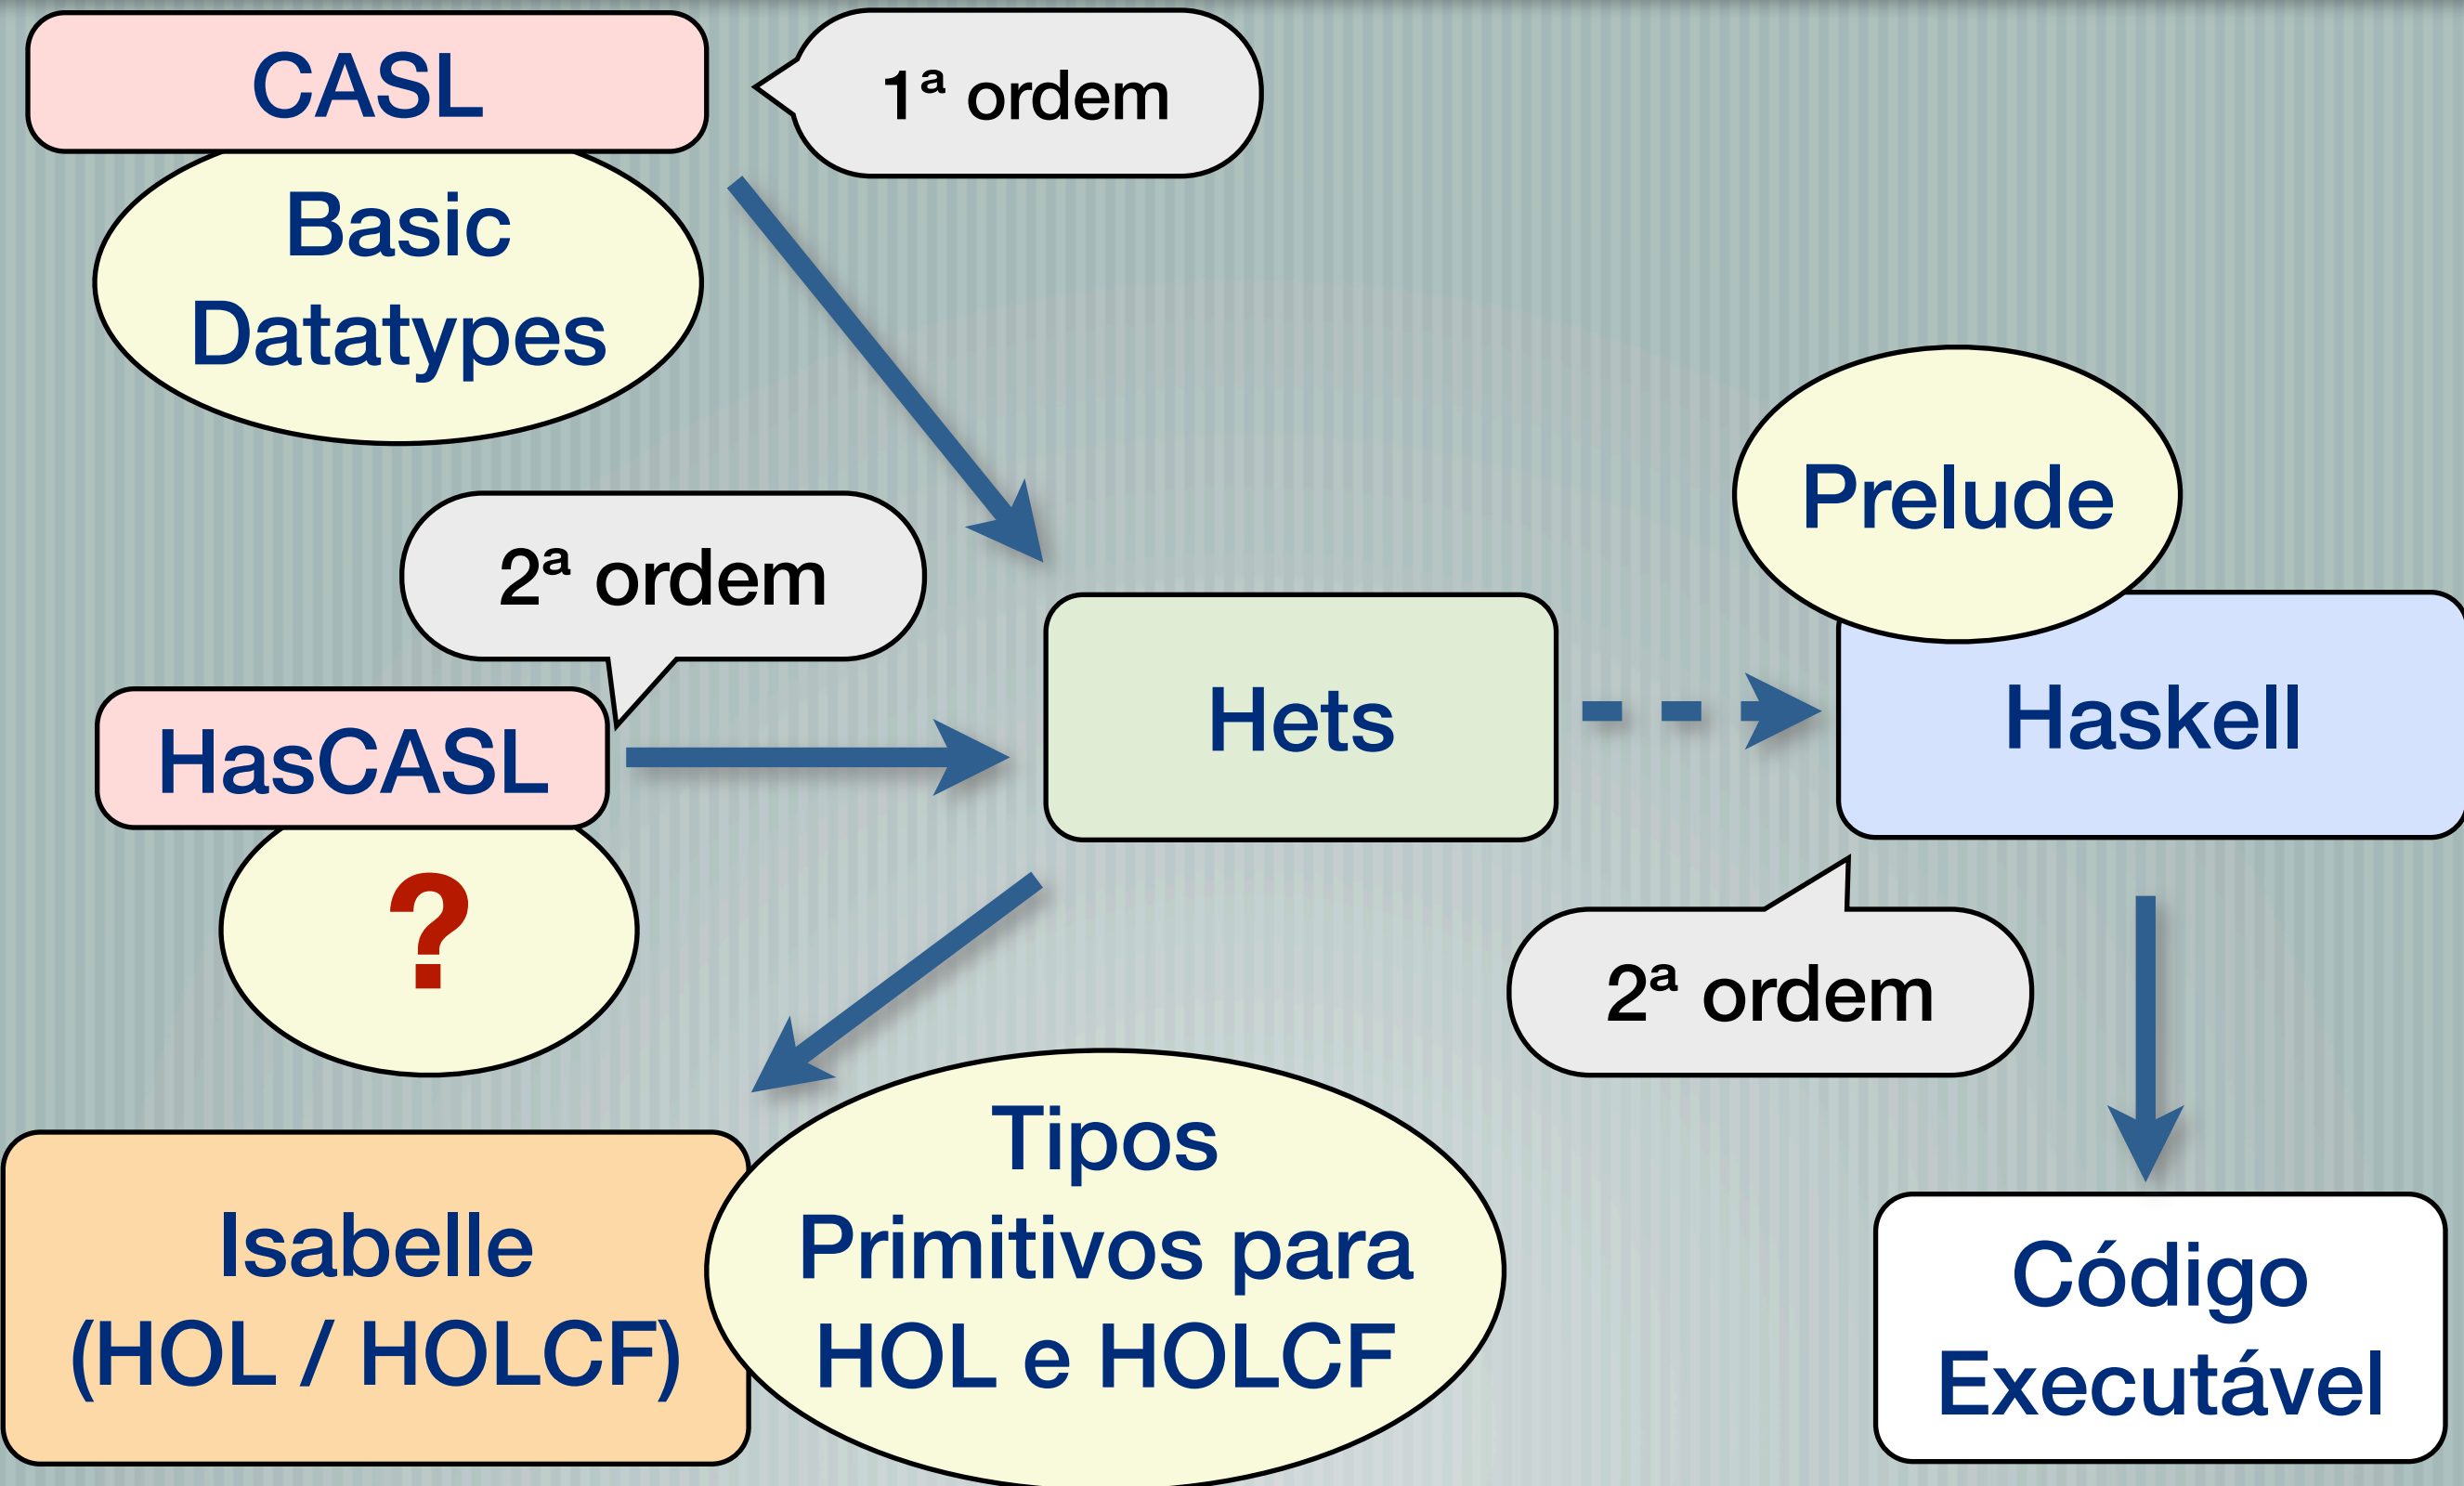 CASL
1ª ordem
Basic
Datatypes
Prelude
2ª ordem
Hets
Haskell
HasCASL
?
2ª ordem
Tipos
Primitivos para
HOL e HOLCF
Isabelle
(HOL / HOLCF)
Código
Executável